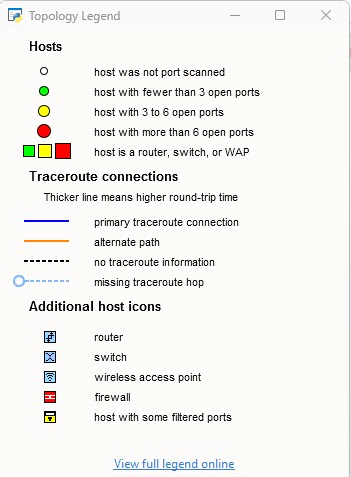 Topology Legend
Hosts
host was not port scanned
host with fewer than 3 open ports
host with 3 to 6 open ports
host with more than 6 open ports
host is a router, switch, or WAP
Traceroute connections
Thicker line means higher round-trip time
primary traceroute connection
alternate path
no traceroute information
missing traceroute hop
Additional host icons
router
switch
wireless access point
firewall
host with some filtered ports
View full legend online